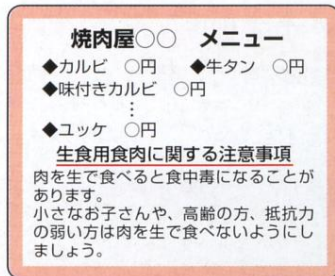 焼肉屋○○ メニュー
◆カルビ ○円 ◆牛タン ○円
◆味付きカルビ ○円
⋮
◆ユッケ ○円
生食用食肉に関する注意事項
肉を生で食べると食中毒になることが
あります。
小さなお子さんや、高齢の方、抵抗力
の弱い方は肉を生で食べないようにし
ましょう。